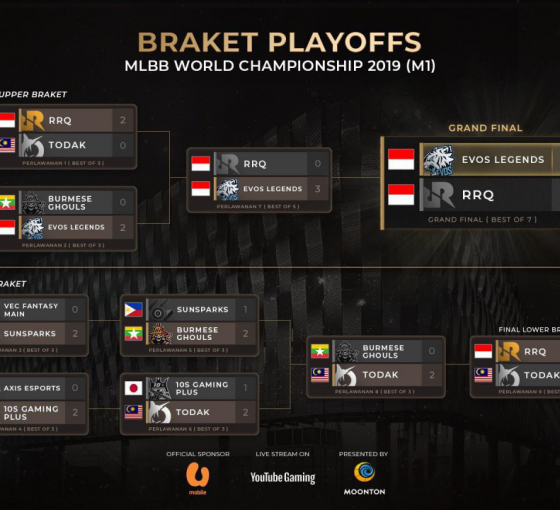 BRAKET PLAYOFFS
MLBB WORLD CHAMPIONSHIP 2019 (M1)
UPPER BRAKET
RRQ 2
TODAK 0
PERLAWANAN 1 ( BEST OF 3 )
BURMESE GHOULS 0
EVOS LEGENDS 2
PERLAWANAN 2 ( BEST OF 3 )
RRQ 0
EVOS LEGENDS 3
PERLAWANAN 7 ( BEST OF 5 )
GRAND FINAL
EVOS LEGENDS
RRQ
GRAND FINAL ( BEST OF 7 )
RAKET
VEC FANTASY MAIN 0
SUNSPARKS 2
ANAN 3 ( BEST OF 3 )
AXIS ESPORTS 0
10S GAMING PLUS 2
ANAN 4 ( BEST OF 3 )
SUNSPARKS 1
BURMESE GHOULS 2
PERLAWANAN 5 ( BEST OF 3 )
10S GAMING PLUS 1
TODAK 2
PERLAWANAN 6 ( BEST OF 3 )
BURMESE GHOULS 0
TODAK 2
PERLAWANAN 8 ( BEST OF 3 )
FINAL LOWER BR
RRQ
TODAK
PERLAWANAN 9 ( BEST OF
OFFICIAL SPONSOR
U
mobile
LIVE STREAM ON
YouTube Gaming
PRESENTED BY
MOONTON